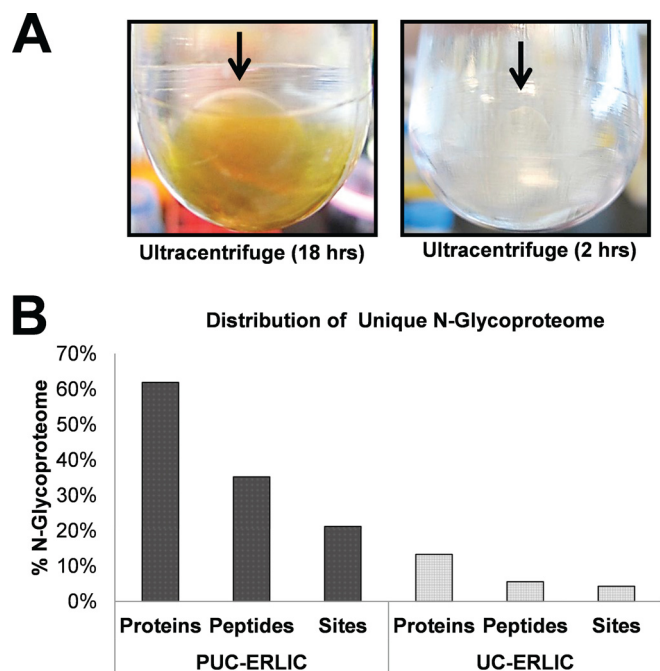 A
Ultracentrifuge (18 hrs)
Ultracentrifuge (2 hrs)
B
Distribution of Unique N-Glycoproteome
% N-Glycoproteome
70%
60%
50%
40%
30%
20%
10%
0%
Proteins Peptides Sites Proteins Peptides Sites
PUC-ERLIC UC-ERLIC